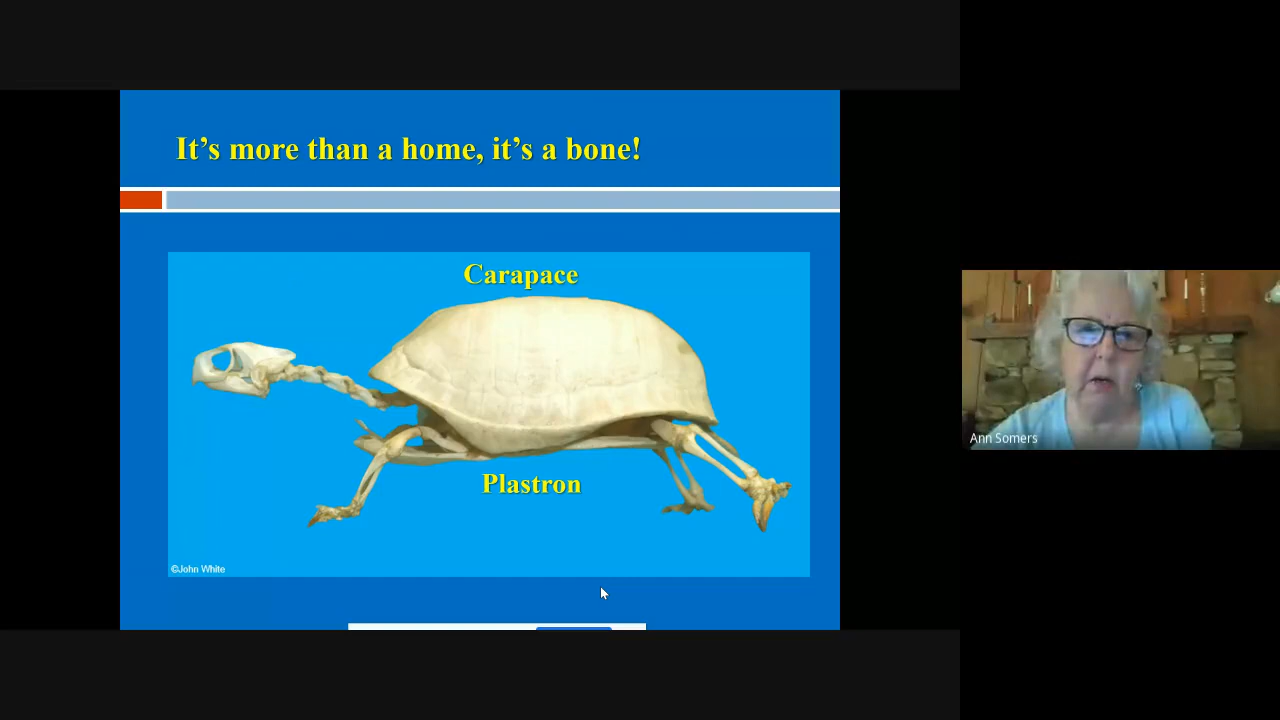 It’s more than a home, it’s a bone!
Carapace
Plastron
©John White
Ann Somers